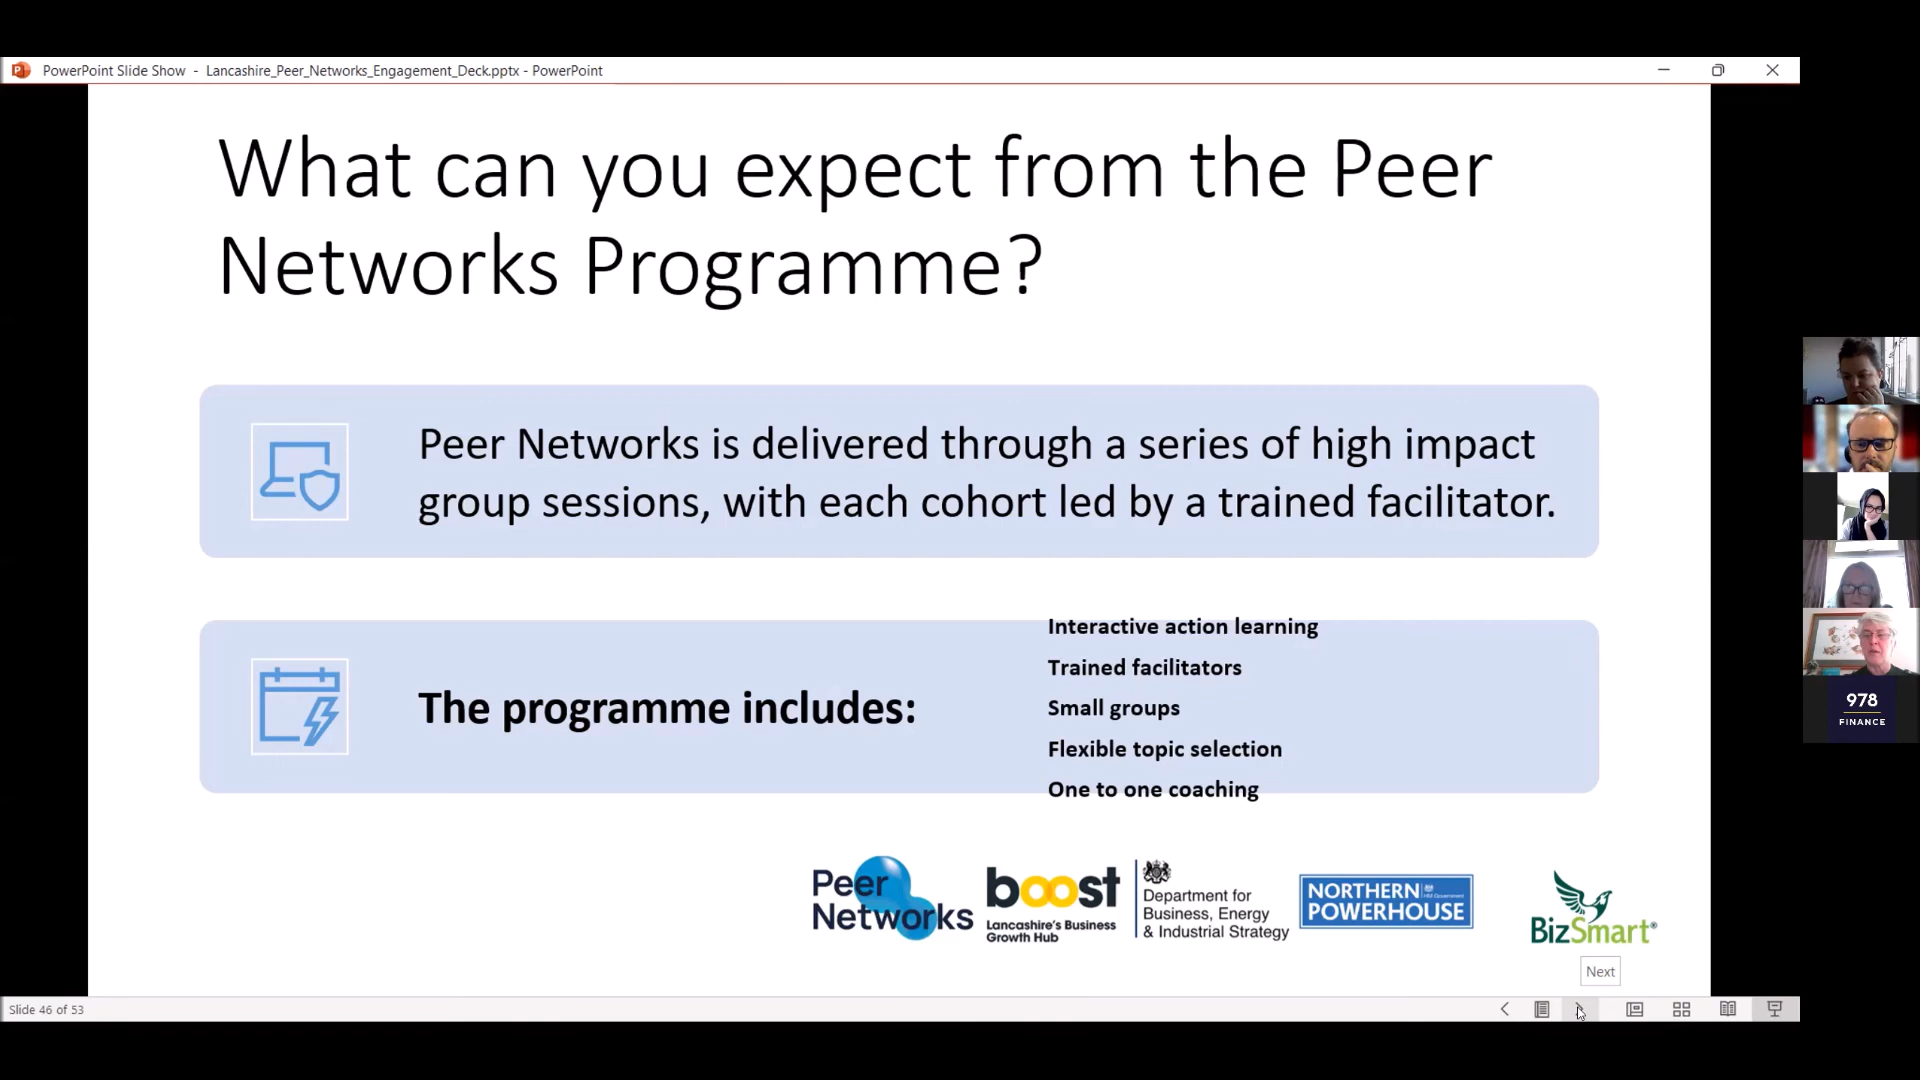 PowerPoint Slide Show - Lancashire_Peer_Networks_Engagement_Deck.pptx - PowerPoint
What can you expect from the Peer
Networks Programme?
Peer Networks is delivered through a series of high impact
group sessions, with each cohort led by a trained facilitator.
The programme includes:
Interactive action learning
Trained facilitators
Small groups
Flexible topic selection
One to one coaching
978
FINANCE
Peer
Networks
boost
Lancashire's Business
Growth Hub
Department for
Business, Energy
& Industrial Strategy
NORTHERN
POWERHOUSE
BizSmart®
Next
Slide 46 of 53